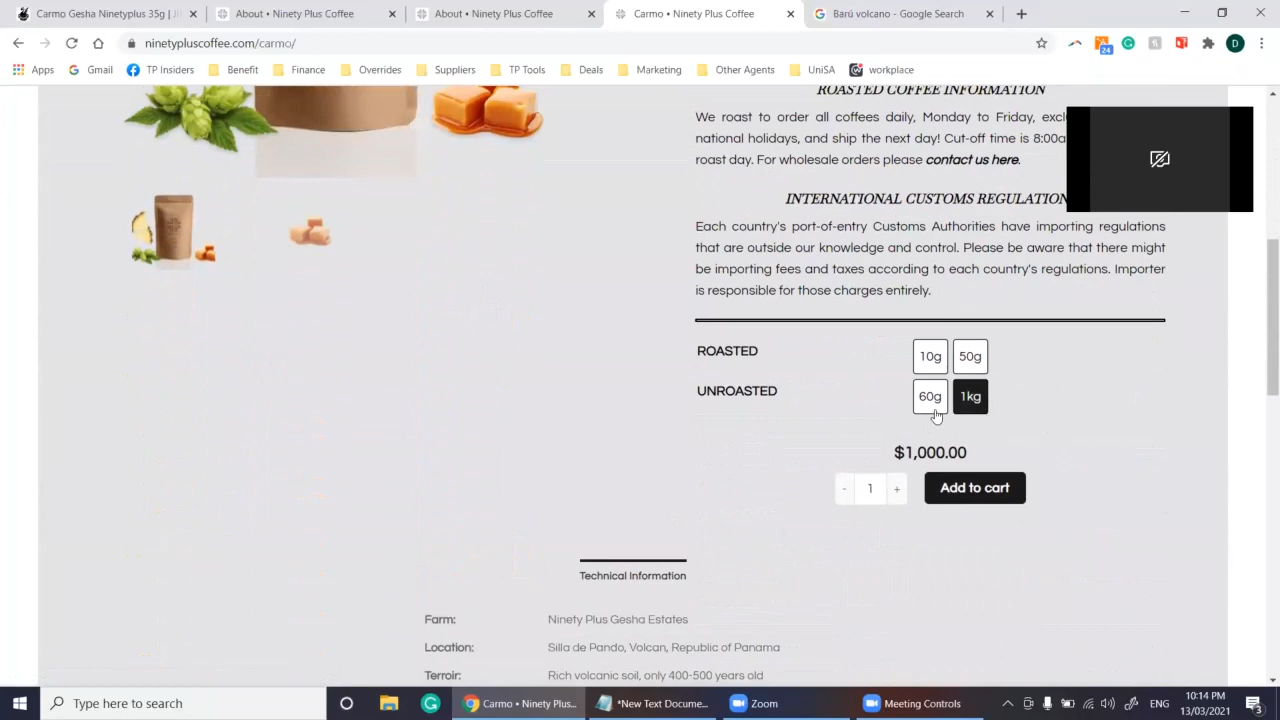 Carmo Gesha Ninetyplus 35g | JI
About • Ninety Plus Coffee
About • Ninety Plus Coffee
Carmo • Ninety Plus Coffee
Barú volcano - Google Search
ninetypluscoffee.com/carmo/
24
D
Apps
Gmail
TP Insiders
Benefit
Finance
Overrides
Suppliers
TP Tools
Deals
Marketing
Other Agents
UniSA
workplace
ROASTED COFFEE INFORMATION
We roast to order all coffees daily, Monday to Friday, exclu
national holidays, and ship the next day! Cut-off time is 8:00a
roast day. For wholesale orders please contact us here.
INTERNATIONAL CUSTOMS REGULATION
Each country's port-of-entry Customs Authorities have importing regulations
that are outside our knowledge and control. Please be aware that there might
be importing fees and taxes according to each country's regulations. Importer
is responsible for those charges entirely.
ROASTED
10g
50g
UNROASTED
60g
1kg
$1,000.00
- 1 +
Add to cart
Technical Information
Farm: Ninety Plus Gesha Estates
Location: Silla de Pando, Volcan, Republic of Panama
Terroir: Rich volcanic soil, only 400-500 years old
Type here to search
Carmo • Ninety Plus...
*New Text Docume...
Zoom
Meeting Controls
ENG
10:14 PM
13/03/2021
3